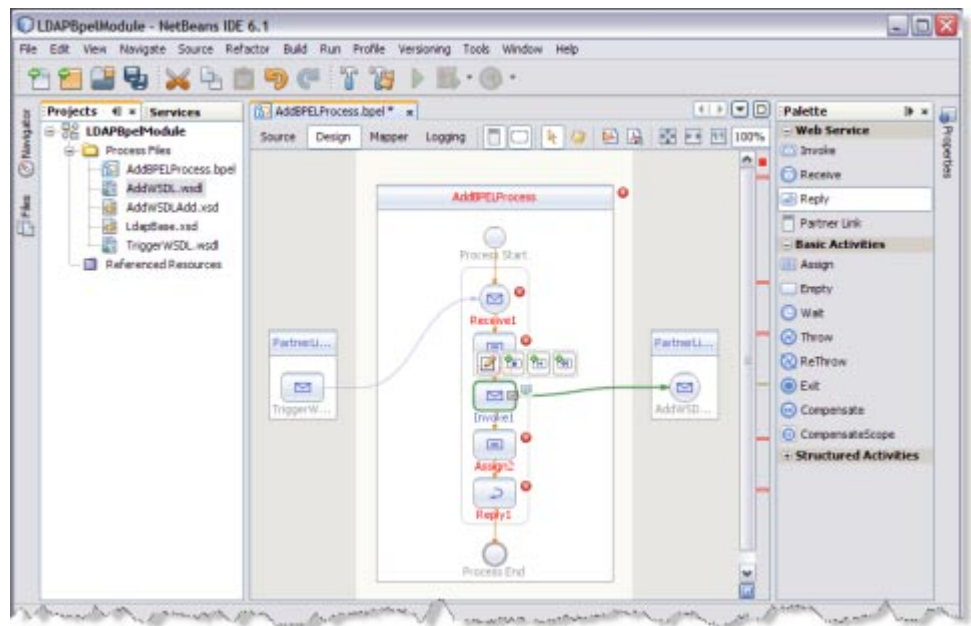 LDAPBpelModule - NetBeans IDE 6.1
File Edit View Navigate Source Refactor Build Run Profile Versioning Tools Window Help
Navigator
Files
Projects
Services
LDAPBpelModule
Process Files
AddBPELProcess.bpel
AddWSDL.wsdl
AddWSDLAdd.xsd
LdapBase.xsd
TriggerWSDL.wsdl
Referenced Resources
AddBPELProcess.bpel *
Source Design Mapper Logging 100%
AddBPELProcess
Process Start
Receive1
PartnerLi...
TriggerW...
Invoke1
Assign2
Reply1
Process End
PartnerLi...
AddWSD...
Palette
Web Service
Invoke
Receive
Reply
Partner Link
Basic Activities
Assign
Empty
Wait
Throw
ReThrow
Exit
Compensate
CompensateScope
Structured Activities
Properties